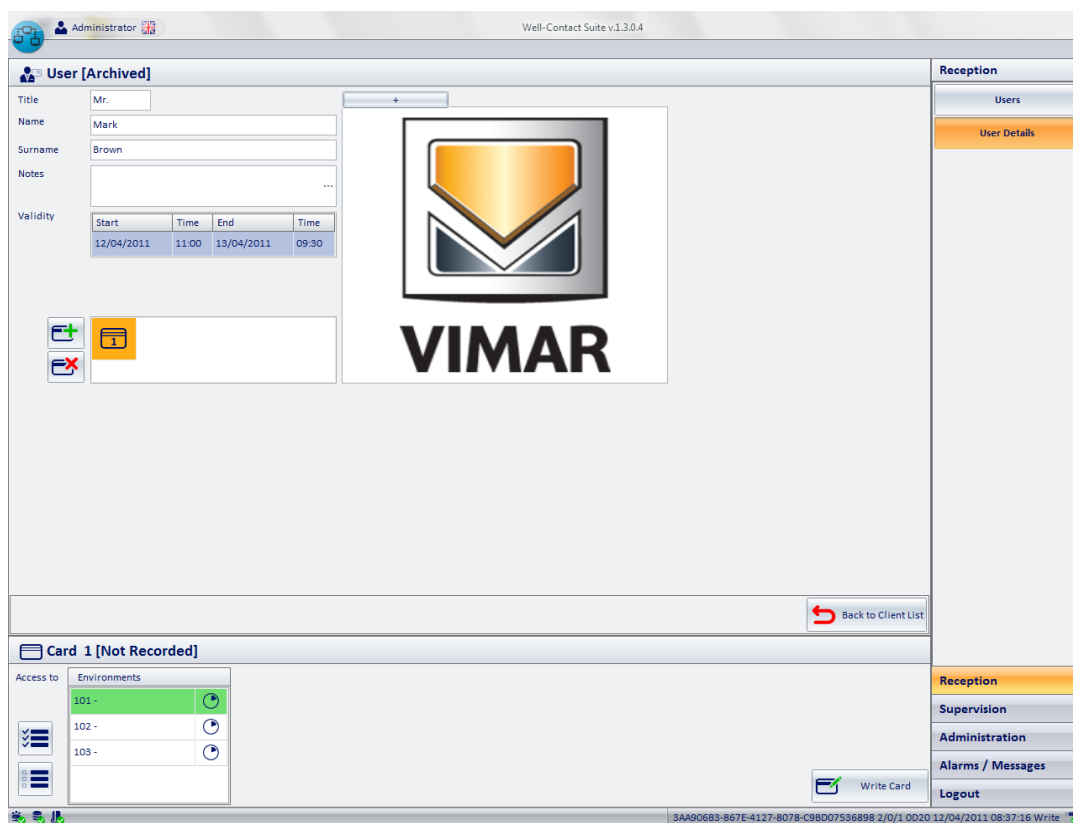 Administrator
Well-Contact Suite v.1.3.0.4
User [Archived]
Reception
Title Mr. +
Users
Name Mark
User Details
Surname Brown
Notes
...
Validity
Start Time End Time
12/04/2011 11:00 13/04/2011 09:30
1
VIMAR
Back to Client List
Card 1 [Not Recorded]
Access to Environments
Reception
101 -
Supervision
102 -
Administration
103 -
Alarms / Messages
Write Card
Logout
3AA906B3-867E-4127-8078-C9BD07536898 2/0/1 0D20 12/04/2011 08:37:16 Write